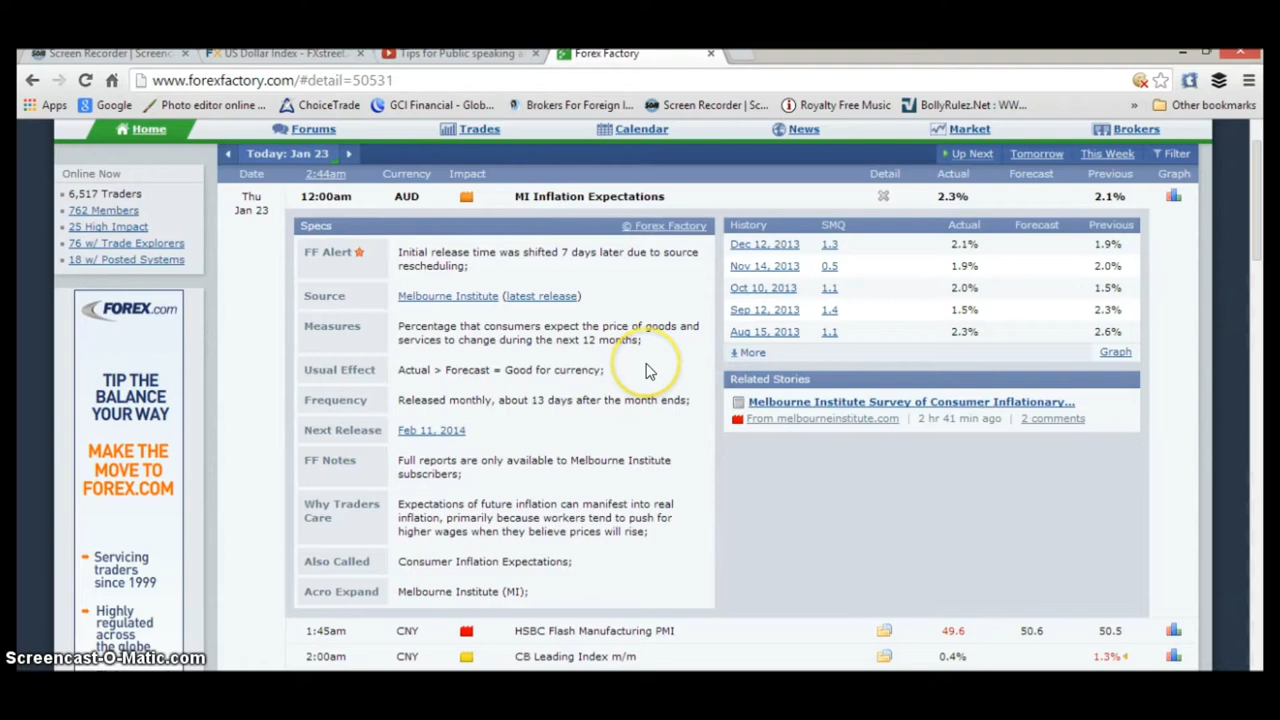 Screen Recorder | Screenc
US Dollar Index - FXstreet.
Tips for Public speaking a
Forex Factory
www.forexfactory.com/#detail=50531
Apps
Google
Photo editor online ...
ChoiceTrade
GCI Financial - Glob...
Brokers For Foreign I...
Screen Recorder | Sc...
Royalty Free Music
BollyRulez.Net : WW...
»
Other bookmarks
Home
Forums
Trades
Calendar
News
Market
Brokers
Online Now
6,517 Traders
762 Members
25 High Impact
76 w/ Trade Explorers
18 w/ Posted Systems
FOREX.com
TIP THE
BALANCE
YOUR WAY
MAKE THE
MOVE TO
FOREX.COM
Servicing
traders
since 1999
Highly
regulated
across
the globe
Today: Jan 23
Up Next
Tomorrow
This Week
Filter
Date 2:44am Currency Impact Detail Actual Forecast Previous Graph
Thu 12:00am AUD MI Inflation Expectations 2.3% 2.1%
Jan 23
Specs © Forex Factory
FF Alert Initial release time was shifted 7 days later due to source
rescheduling;
Source Melbourne Institute (latest release)
Measures Percentage that consumers expect the price of goods and
services to change during the next 12 months;
Usual Effect Actual > Forecast = Good for currency;
Frequency Released monthly, about 13 days after the month ends;
Next Release Feb 11, 2014
FF Notes Full reports are only available to Melbourne Institute
subscribers;
Why Traders Care Expectations of future inflation can manifest into real
inflation, primarily because workers tend to push for
higher wages when they believe prices will rise;
Also Called Consumer Inflation Expectations;
Acro Expand Melbourne Institute (MI);
History SMQ Actual Forecast Previous
Dec 12, 2013 1.3 2.1% 1.9%
Nov 14, 2013 0.5 1.9% 2.0%
Oct 10, 2013 1.1 2.0% 1.5%
Sep 12, 2013 1.4 1.5% 2.3%
Aug 15, 2013 1.1 2.3% 2.6%
More Graph
Related Stories
Melbourne Institute Survey of Consumer Inflationary...
From melbourneinstitute.com | 2 hr 41 min ago | 2 comments
1:45am CNY HSBC Flash Manufacturing PMI 49.6 50.6 50.5
2:00am CNY CB Leading Index m/m 0.4% 1.3%
Screencast-O-Matic.com